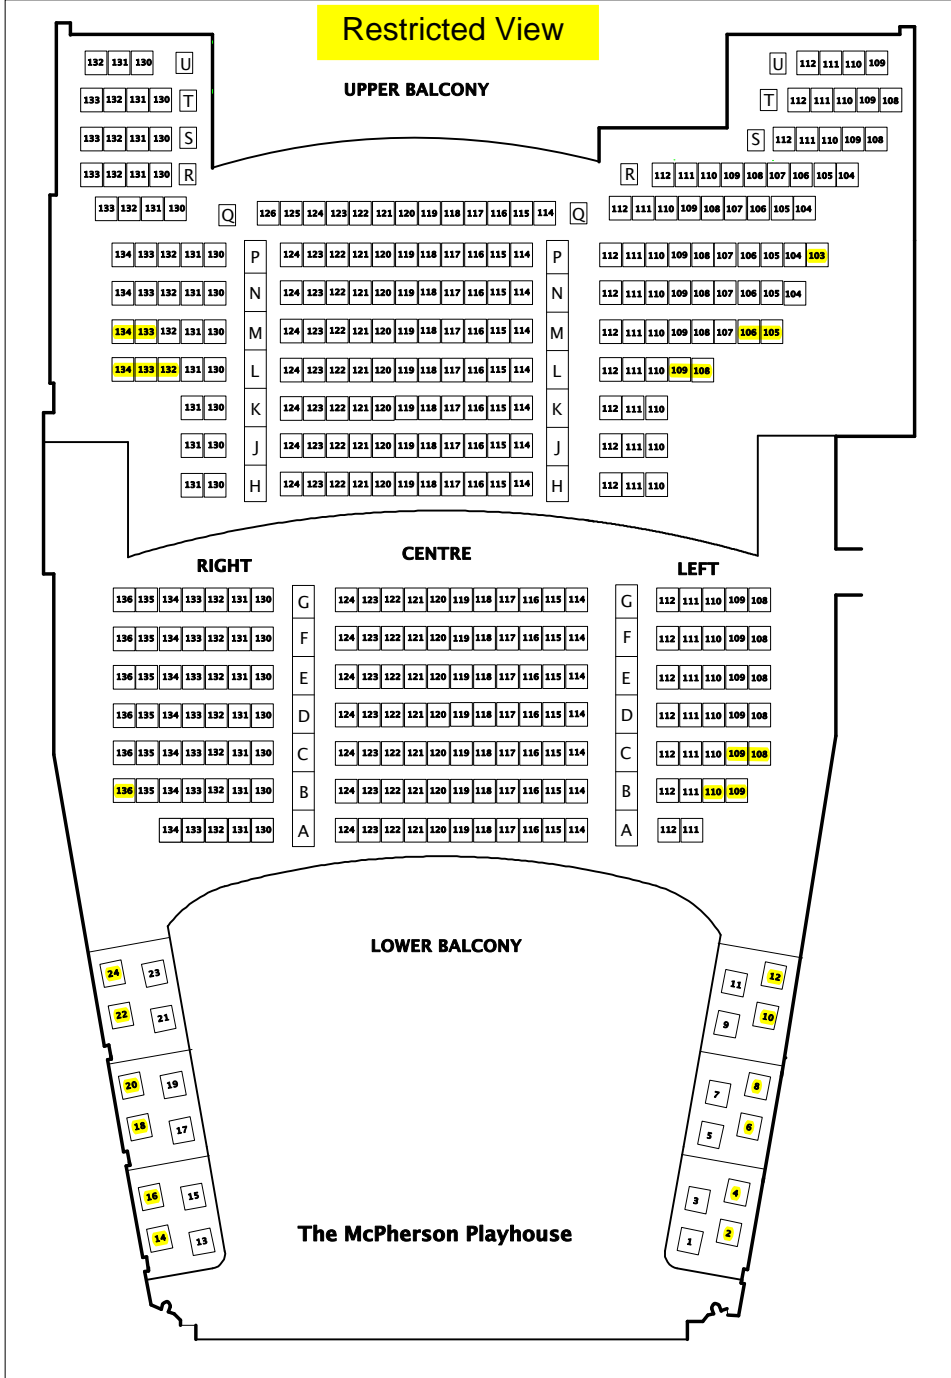 Restricted View
UPPER BALCONY
132 131 130 U U 112 111 110 109
133 132 131 130 T T 112 111 110 109 108
133 132 131 130 S S 112 111 110 109 108
133 132 131 130 R R 112 111 110 109 108 107 106 105 104
133 132 131 130 Q 126 125 124 123 122 121 120 119 118 117 116 115 114 Q 112 111 110 109 108 107 106 105 104
134 133 132 131 130 P 124 123 122 121 120 119 118 117 116 115 114 P 112 111 110 109 108 107 106 105 104 103
134 133 132 131 130 N 124 123 122 121 120 119 118 117 116 115 114 N 112 111 110 109 108 107 106 105 104
134 133 132 131 130 M 124 123 122 121 120 119 118 117 116 115 114 M 112 111 110 109 108 107 106 105
134 133 132 131 130 L 124 123 122 121 120 119 118 117 116 115 114 L 112 111 110 109 108
131 130 K 124 123 122 121 120 119 118 117 116 115 114 K 112 111 110
131 130 J 124 123 122 121 120 119 118 117 116 115 114 J 112 111 110
131 130 H 124 123 122 121 120 119 118 117 116 115 114 H 112 111 110
RIGHT CENTRE LEFT
136 135 134 133 132 131 130 G 124 123 122 121 120 119 118 117 116 115 114 G 112 111 110 109 108
136 135 134 133 132 131 130 F 124 123 122 121 120 119 118 117 116 115 114 F 112 111 110 109 108
136 135 134 133 132 131 130 E 124 123 122 121 120 119 118 117 116 115 114 E 112 111 110 109 108
136 135 134 133 132 131 130 D 124 123 122 121 120 119 118 117 116 115 114 D 112 111 110 109 108
136 135 134 133 132 131 130 C 124 123 122 121 120 119 118 117 116 115 114 C 112 111 110 109 108
136 135 134 133 132 131 130 B 124 123 122 121 120 119 118 117 116 115 114 B 112 111 110 109
134 133 132 131 130 A 124 123 122 121 120 119 118 117 116 115 114 A 112 111
LOWER BALCONY
24 23 11 12
22 21 9 10
20 19 7 8
18 17 5 6
16 15 3 4
14 13 1 2
The McPherson Playhouse